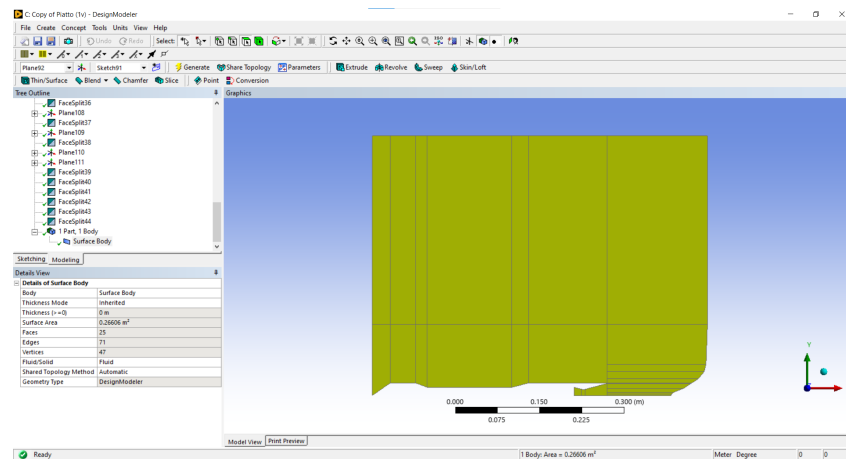 C: Copy of Piatto (1v) - DesignModeler
File Create Concept Tools Units View Help
Undo Redo Select:
Plane92 Sketch91 Generate Share Topology Parameters Extrude Revolve Sweep Skin/Loft
Thin/Surface Blend Chamfer Slice Point Conversion
Tree Outline
Graphics
FaceSplit36
Plane108
FaceSplit37
Plane109
FaceSplit38
Plane110
Plane111
FaceSplit39
FaceSplit40
FaceSplit41
FaceSplit42
FaceSplit43
FaceSplit44
1 Part, 1 Body
Surface Body
Sketching Modeling
Details View
Details of Surface Body
Body Surface Body
Thickness Mode Inherited
Thickness (>=0) 0 m
Surface Area 0.26606 m²
Faces 25
Edges 71
Vertices 47
Fluid/Solid Fluid
Shared Topology Method Automatic
Geometry Type DesignModeler
Y
0.000 0.150 0.300 (m)
0.075 0.225
Model View Print Preview
Ready 1 Body: Area = 0.26606 m² Meter Degree 0 0